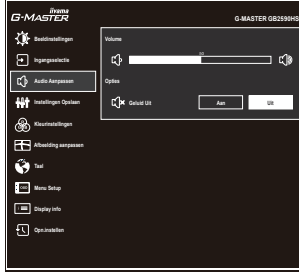 iiyama
G-MASTER
G-MASTER GB2590HS
Beeldinstellingen
Ingangsselectie
Audio Aanpassen
Instellingen Opslaan
Kleurinstellingen
Afbeelding aanpassen
Taal
Menu Setup
Display info
Opn.instellen
Volume
50
Opties
Geluid Uit
Aan
Uit